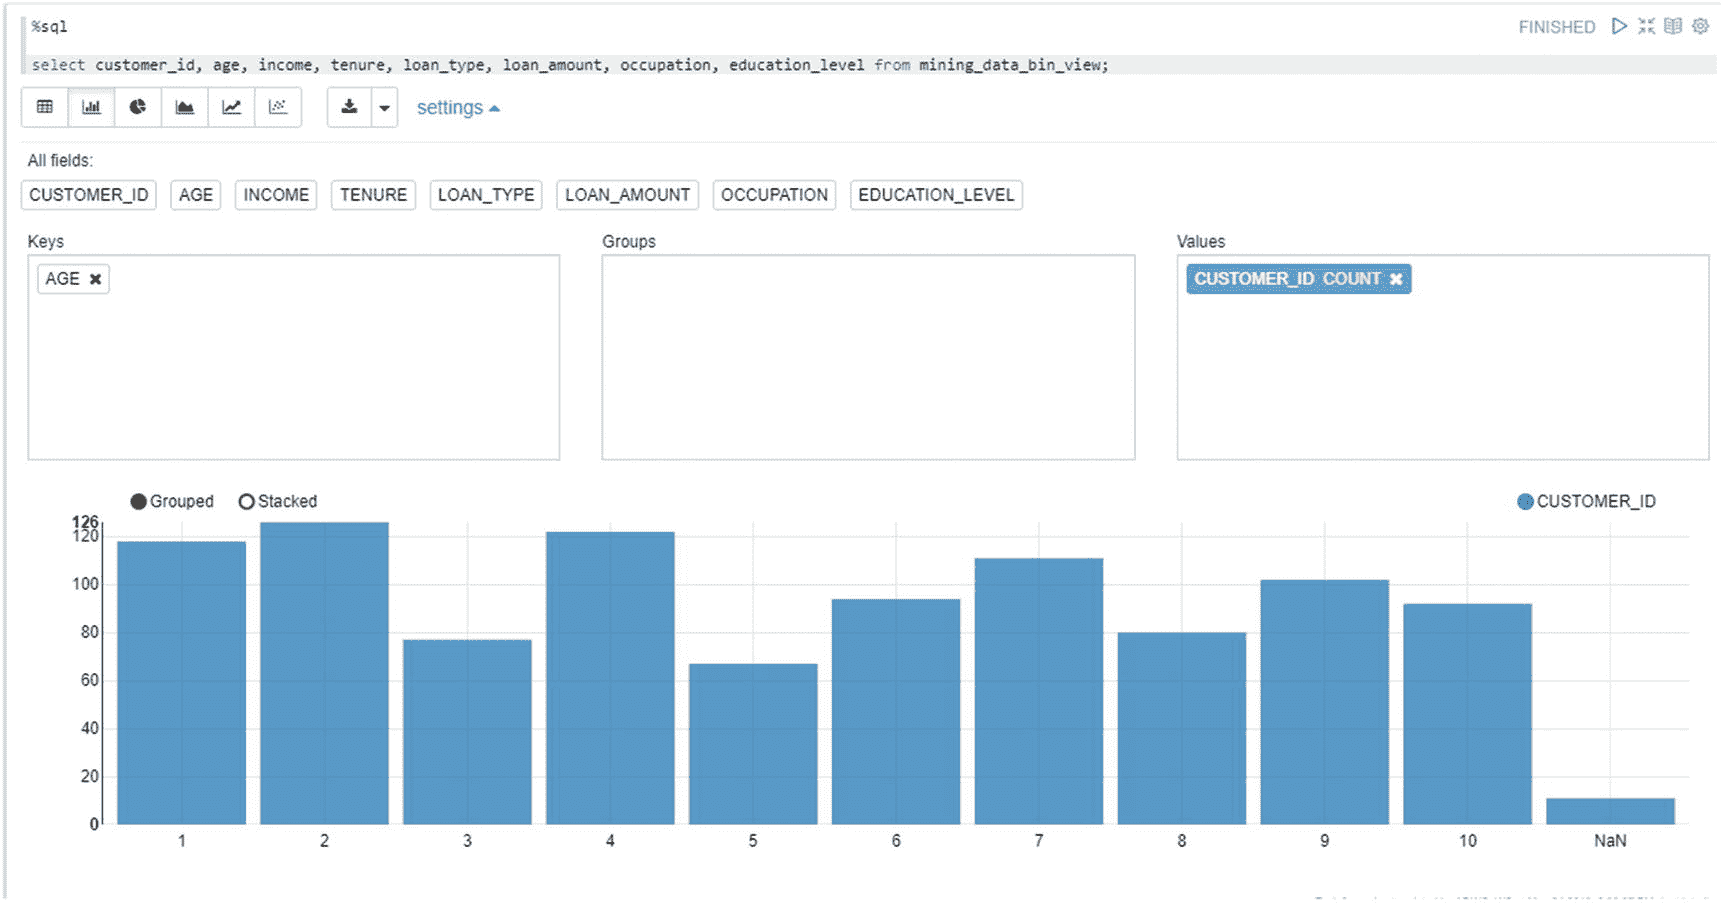 %sql
FINISHED
select customer_id, age, income, tenure, loan_type, loan_amount, occupation, education_level from mining_data_bin_view;
settings
All fields:
CUSTOMER_ID AGE INCOME TENURE LOAN_TYPE LOAN_AMOUNT OCCUPATION EDUCATION_LEVEL
Keys Groups Values
AGE CUSTOMER_ID COUNT
Grouped Stacked CUSTOMER_ID
126
120
100
80
60
40
20
0
1 2 3 4 5 6 7 8 9 10 NaN